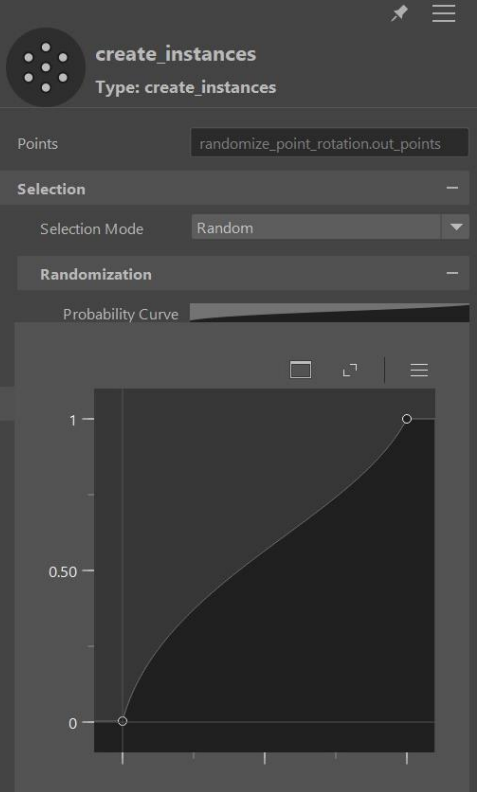 create_instances
Type: create_instances
Points randomize_point_rotation.out_points
Selection
Selection Mode Random
Randomization
Probability Curve
1
0.50
0